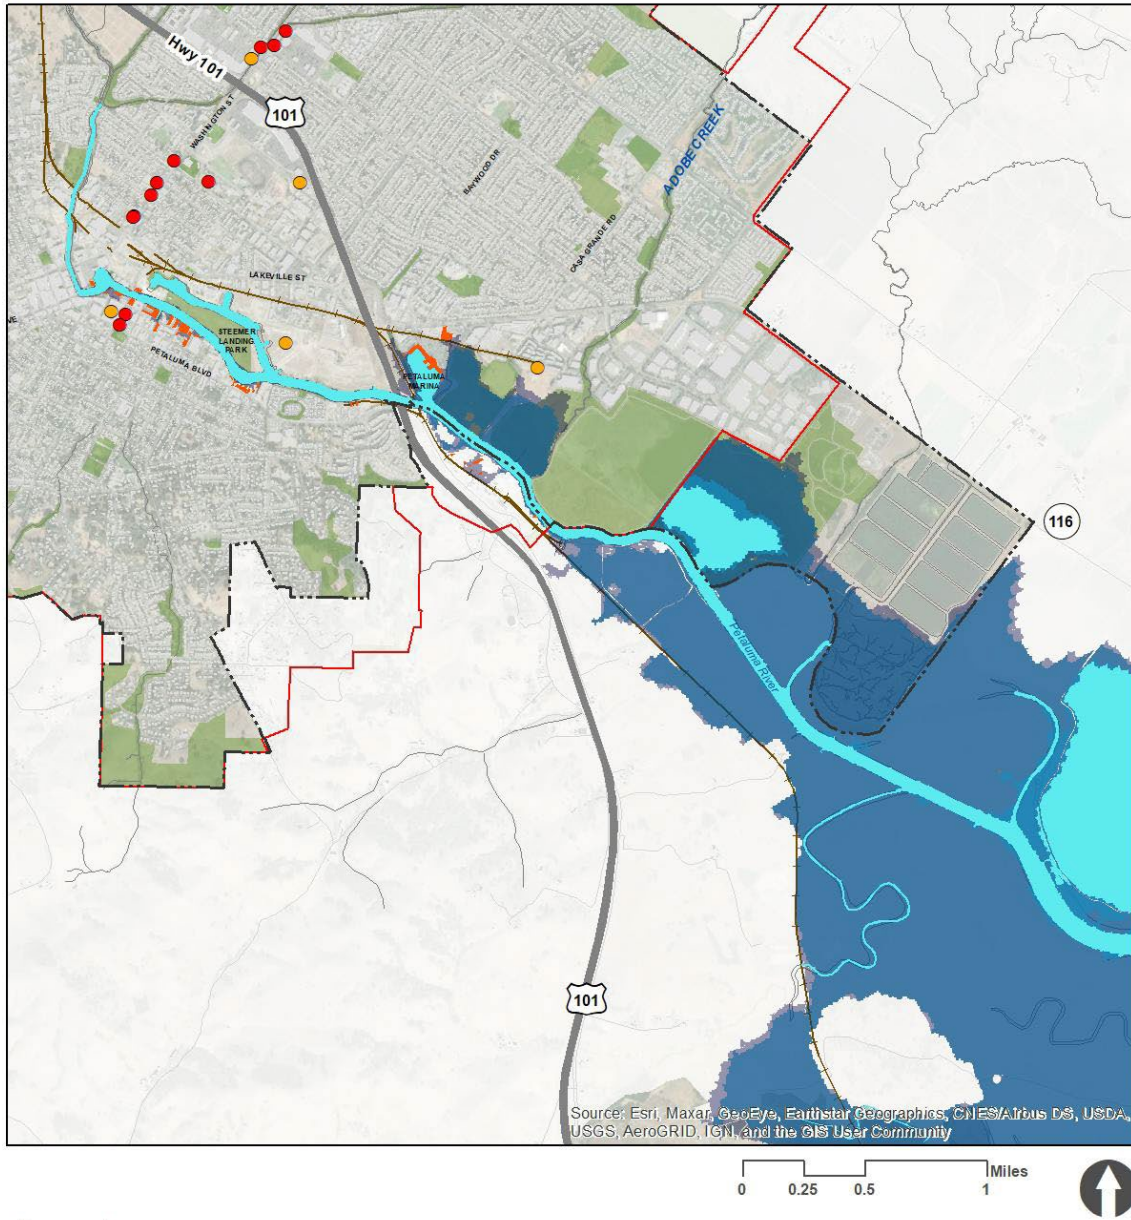 Hwy 101
101
WASHINGTON ST
BAYWOOD DR
ADOBE CREEK
CASA GRANDE RD
LAKEVILLE ST
VE
STEEMER
LANDING
PARK
PETALUMA BLVD
PETALUMA
MARINA
116
Petaluma River
101
Source: Esri, Maxar, GeoEye, Earthstar Geographics, CNES/Airbus DS, USDA,
USGS, AeroGRID, IGN, and the GIS User Community
Miles
0 0.25 0.5 1